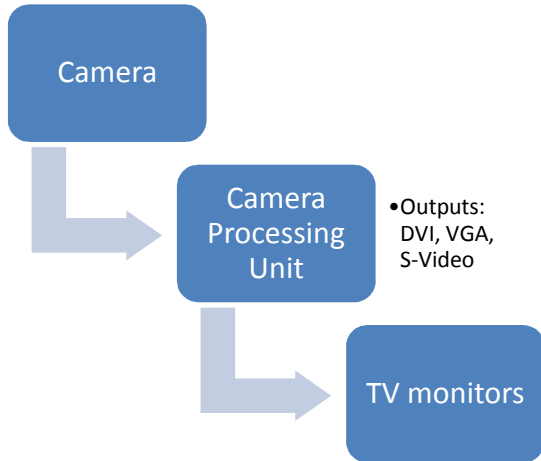 Camera
Camera
Processing
Unit
•Outputs:
DVI, VGA,
S-Video
TV monitors